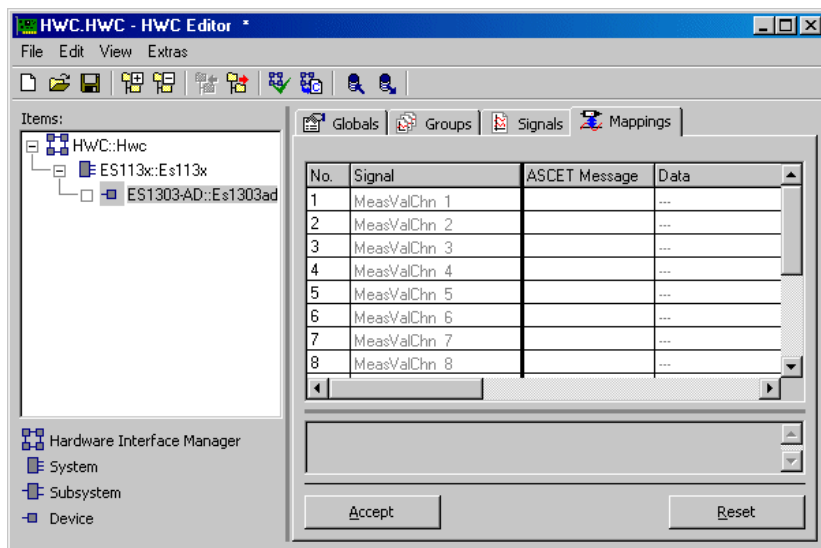 HWC.HWC - HWC Editor *
File Edit View Extras
Items:
HWC::Hwc
ES113x::Es113x
ES1303-AD::Es1303ad
Hardware Interface Manager
System
Subsystem
Device
Globals Groups Signals Mappings
No. Signal ASCET Message Data
1 MeasValChn 1 ---
2 MeasValChn 2 ---
3 MeasValChn 3 ---
4 MeasValChn 4 ---
5 MeasValChn 5 ---
6 MeasValChn 6 ---
7 MeasValChn 7 ---
8 MeasValChn 8 ---
Accept Reset